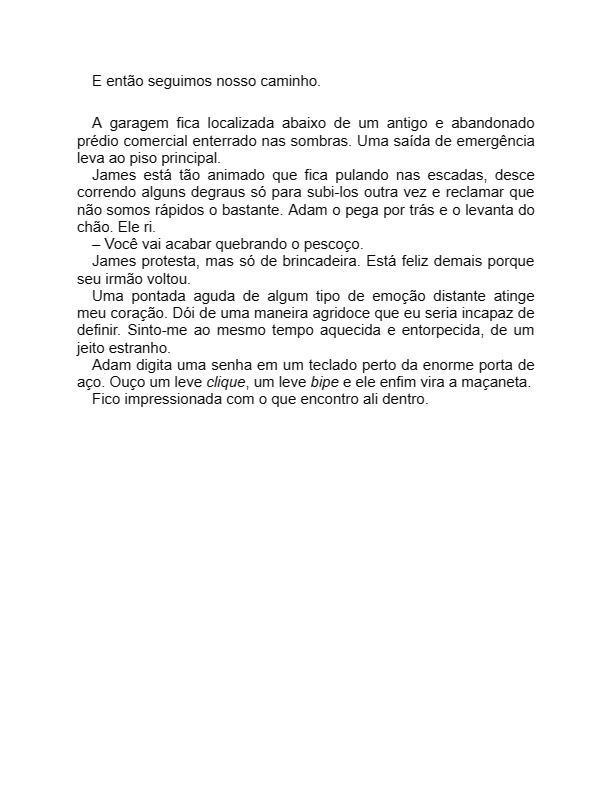 E então seguimos nosso caminho.
A garagem fica localizada abaixo de um antigo e abandonado
prédio comercial enterrado nas sombras. Uma saída de emergência
leva ao piso principal.
James está tão animado que fica pulando nas escadas, desce
correndo alguns degraus só para subi-los outra vez e reclamar que
não somos rápidos o bastante. Adam o pega por trás e o levanta do
chão. Ele ri.
– Você vai acabar quebrando o pescoço.
James protesta, mas só de brincadeira. Está feliz demais porque
seu irmão voltou.
Uma pontada aguda de algum tipo de emoção distante atinge
meu coração. Dói de uma maneira agridoce que eu seria incapaz de
definir. Sinto-me ao mesmo tempo aquecida e entorpecida, de um
jeito estranho.
Adam digita uma senha em um teclado perto da enorme porta de
aço. Ouço um leve clique, um leve bipe e ele enfim vira a maçaneta.
Fico impressionada com o que encontro ali dentro.